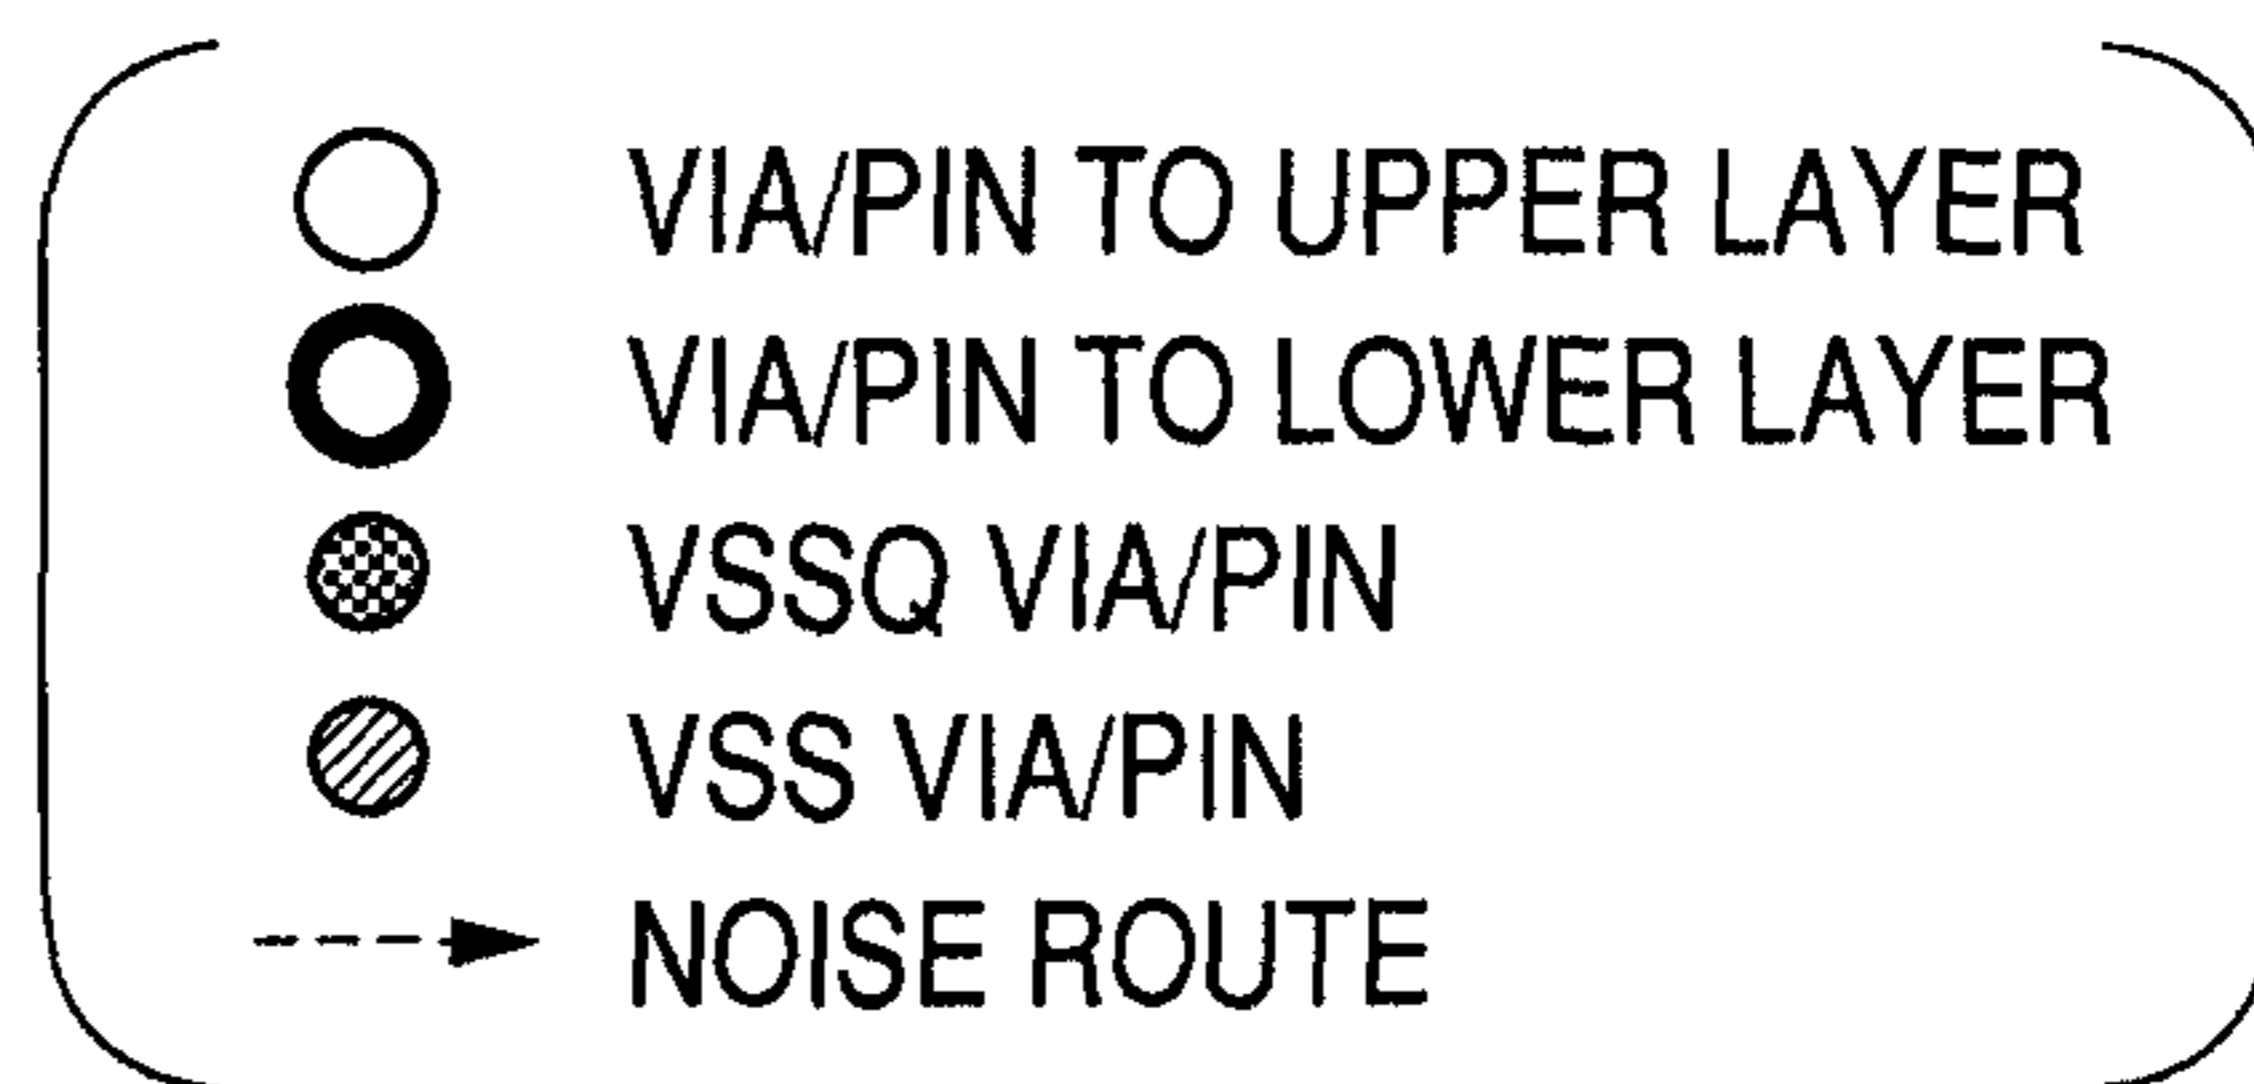 VIA/PIN TO UPPER LAYER
VIA/PIN TO LOWER LAYER
VSSQ VIA/PIN
VSS VIA/PIN
NOISE ROUTE